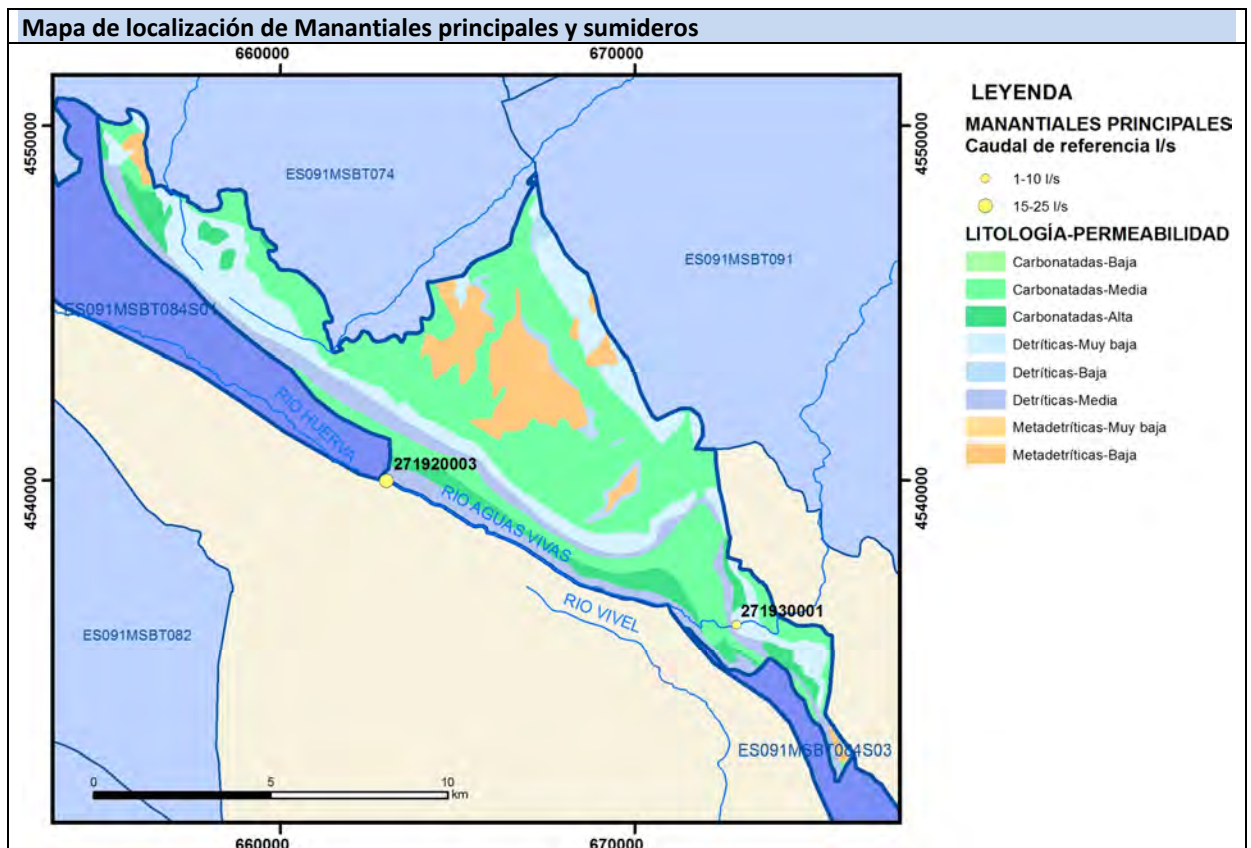 Mapa de localización de Manantiales principales y sumideros
660000
670000
4550000
4550000
4540000
4540000
ES091MSBT074
ES091MSBT091
ES091MSBT084S01
RIO HUERVA
271920003
RIO AGUAS VIVAS
RIO VIVEL
271930001
ES091MSBT082
ES091MSBT084S03
0
5
10
km
660000
670000
LEYENDA
MANANTIALES PRINCIPALES
Caudal de referencia l/s
1-10 l/s
15-25 l/s
LITOLOGÍA-PERMEABILIDAD
Carbonatadas-Baja
Carbonatadas-Media
Carbonatadas-Alta
Detríticas-Muy baja
Detríticas-Baja
Detríticas-Media
Metadetríticas-Muy baja
Metadetríticas-Baja